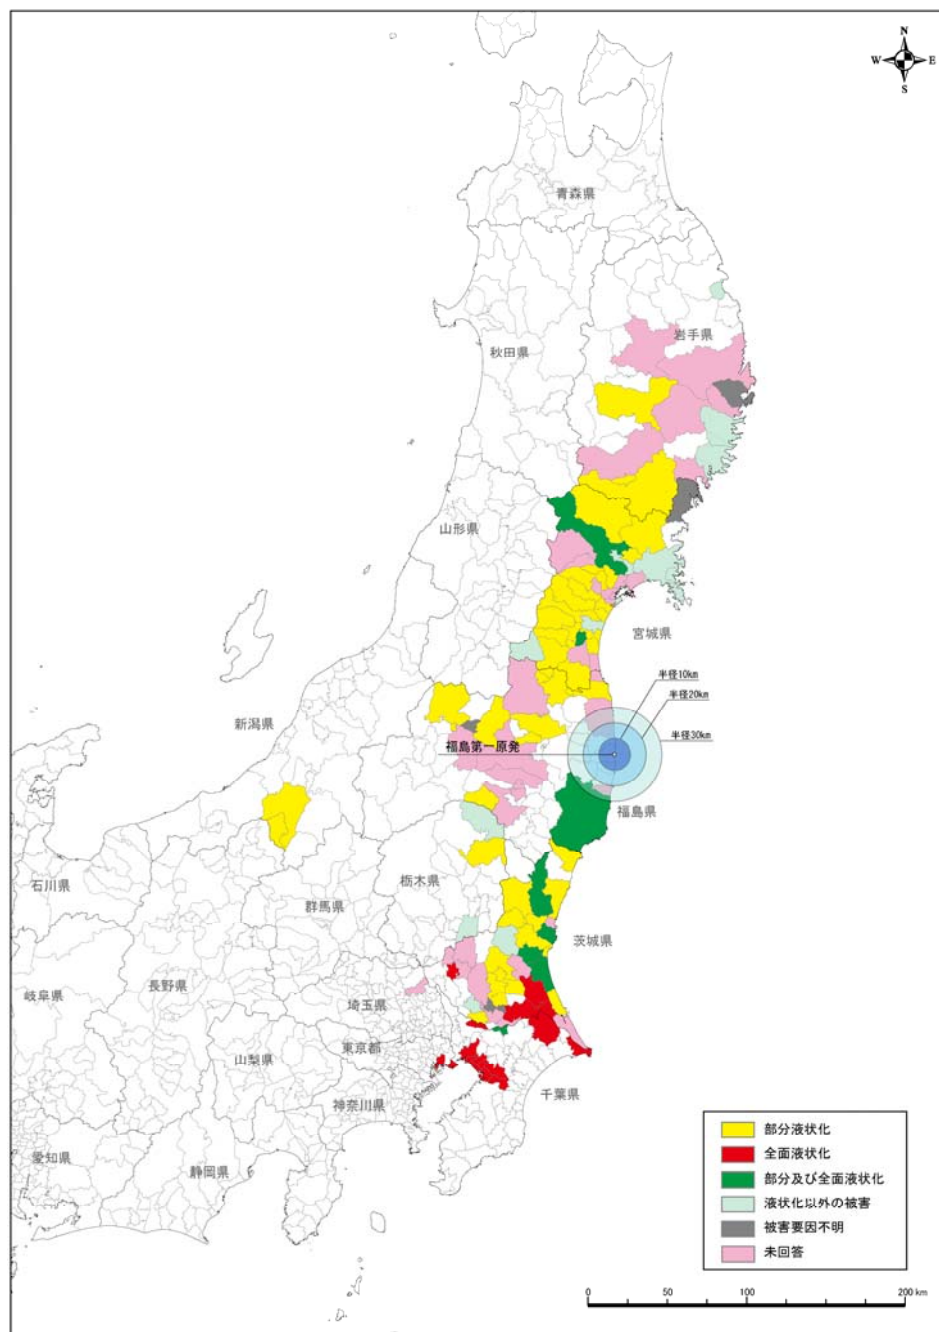 N
W E
S
青森県
岩手県
秋田県
山形県
宮城県
半径10km
半径20km
新潟県
半径30km
福島第一原発
福島県
栃木県
石川県
群馬県
茨城県
長野県
岐阜県
埼玉県
東京都
山梨県
千葉県
神奈川県
愛知県
静岡県
部分液状化
全面液状化
部分及び全面液状化
液状化以外の被害
被害要因不明
未回答
0 50 100 200 km